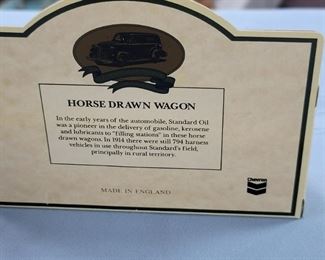 HORSE DRAWN WAGON
In the early years of the automobile, Standard Oil
was a pioneer in the delivery of gasoline, kerosene
and lubricants to "filling stations" in these horse
drawn wagons. In 1914 there were still 794 harness
vehicles in use throughout Standard's field,
principally in rural territory.
MADE IN ENGLAND
Chevron